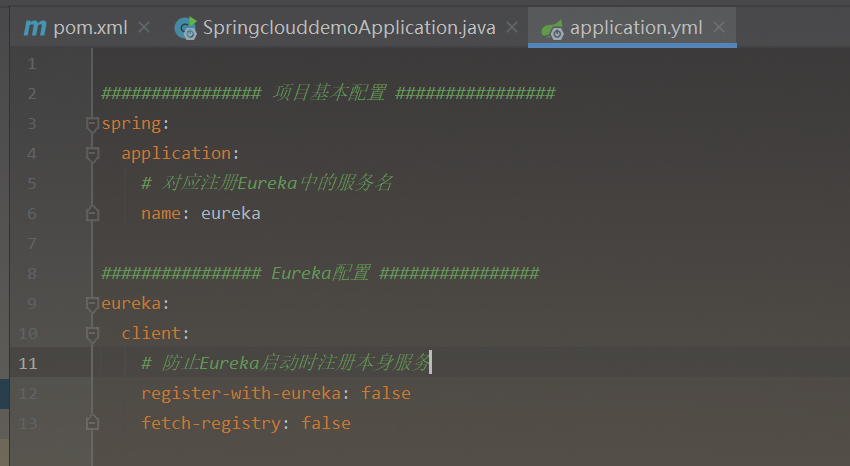 pom.xml SpringclouddemoApplication.java application.yml
1
2 ################ 项目基本配置 ################
3 spring:
4 application:
5 # 对应注册Eureka中的服务名
6 name: eureka
7
8 ################ Eureka配置 ################
9 eureka:
10 client:
11 # 防止Eureka启动时注册本身服务
12 register-with-eureka: false
13 fetch-registry: false